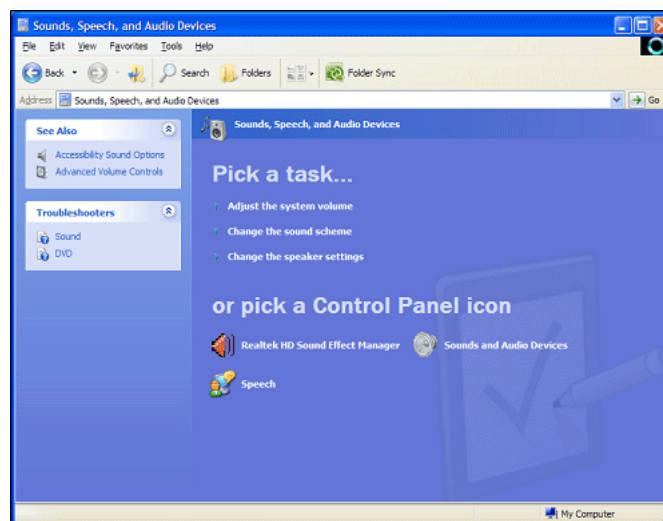 Sounds, Speech, and Audio Devices
File Edit View Favorites Tools Help
Back Search Folders Folder Sync
Address Sounds, Speech, and Audio Devices Go
See Also
Accessibility Sound Options
Advanced Volume Controls
Troubleshooters
Sound
DVD
Sounds, Speech, and Audio Devices
Pick a task...
Adjust the system volume
Change the sound scheme
Change the speaker settings
or pick a Control Panel icon
Realtek HD Sound Effect Manager Sounds and Audio Devices
Speech
My Computer